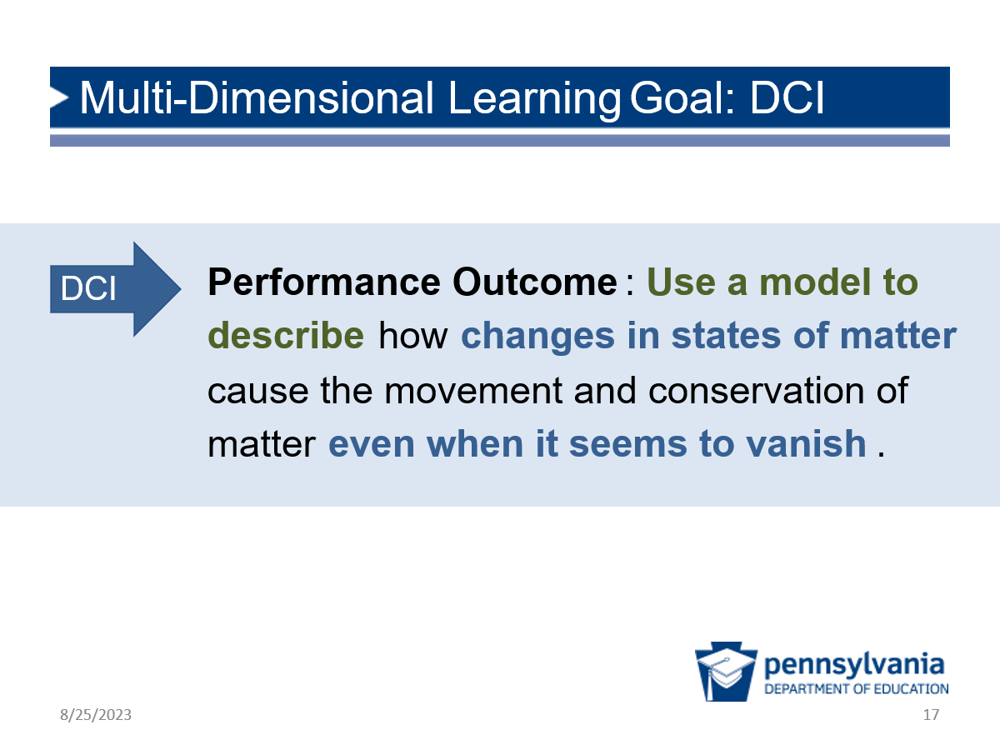 Multi-Dimensional Learning Goal: DCI
DCI
Performance Outcome : Use a model to
describe how changes in states of matter
cause the movement and conservation of
matter even when it seems to vanish .
pennsylvania
DEPARTMENT OF EDUCATION
8/25/2023
17